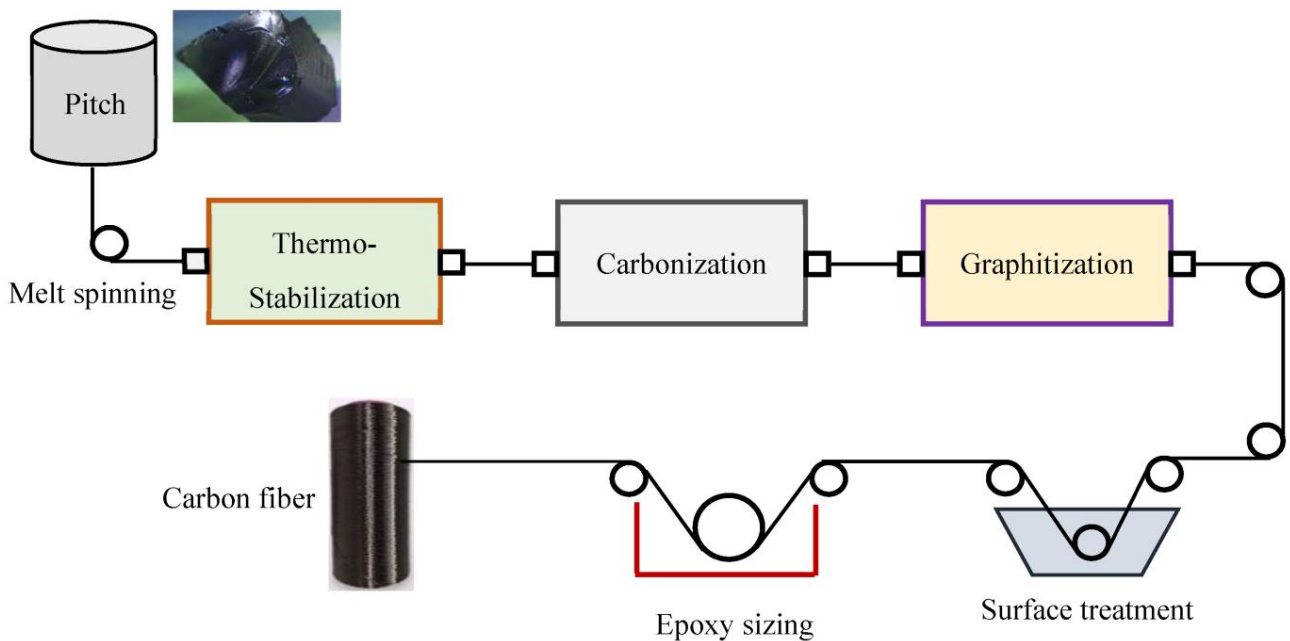 Pitch
Melt spinning
Thermo-
Stabilization
Carbonization
Graphitization
Carbon fiber
Epoxy sizing
Surface treatment